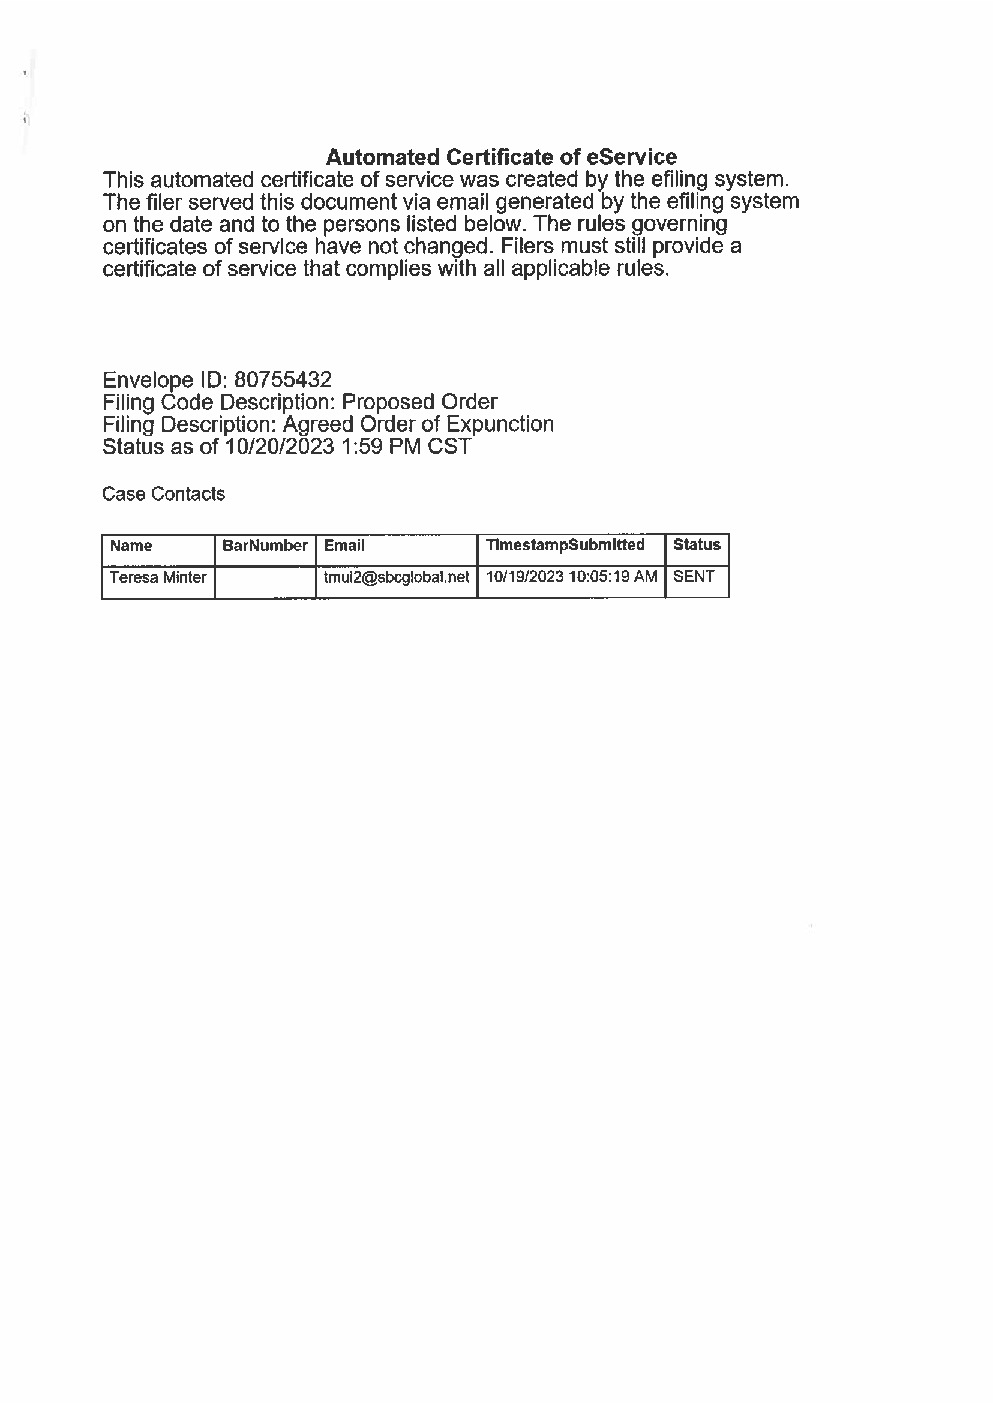 Automated Certificate of eService
This automated certificate of service was created by the efiling system.
The filer served this document via email generated by the efiling system
on the date and to the persons listed below. The rules governing
certificates of service have not changed. Filers must still provide a
certificate of service that complies with all applicable rules.
Envelope ID: 80755432
Filing Code Description: Proposed Order
Filing Description: Agreed Order of Expunction
Status as of 10/20/2023 1:59 PM CST
Case Contacts
Name BarNumber Email TimestampSubmitted Status
Teresa Minter tmul2@sbcglobal.net 10/19/2023 10:05:19 AM SENT